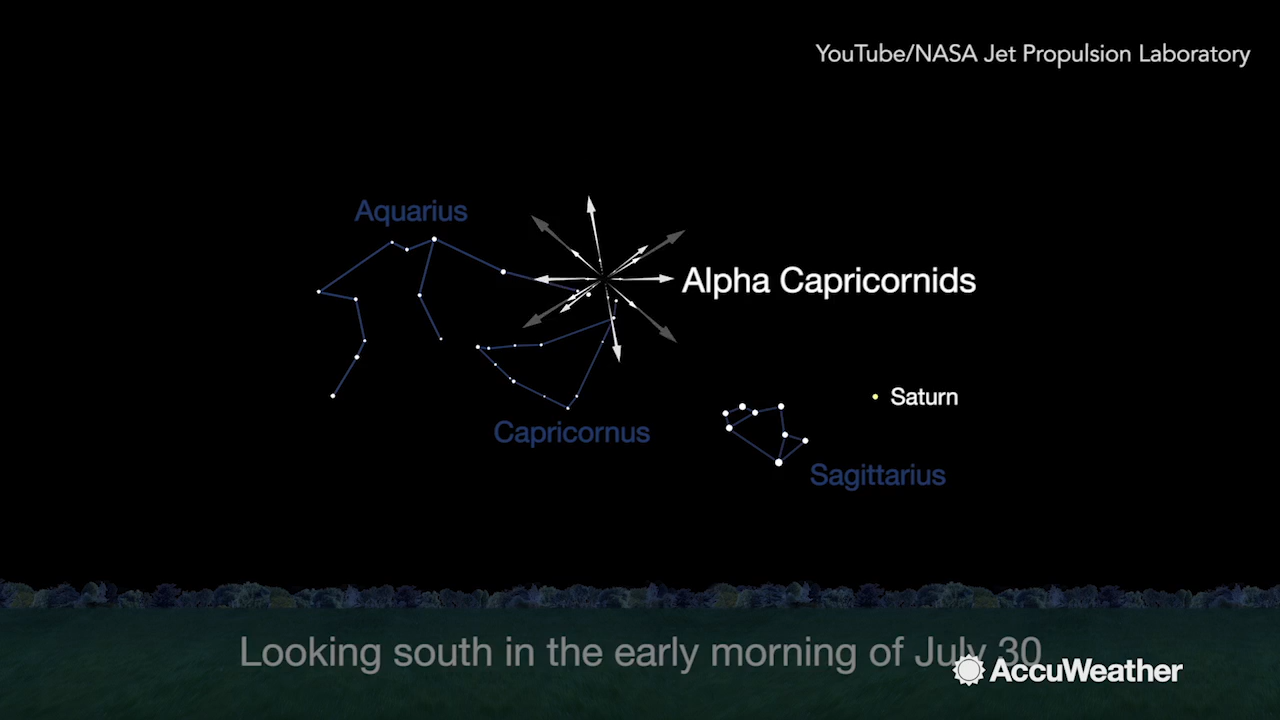 YouTube/NASA Jet Propulsion Laboratory
Aquarius
Alpha Capricornids
Saturn
Capricornus
Sagittarius
Looking south in the early morning of July 30
AccuWeather